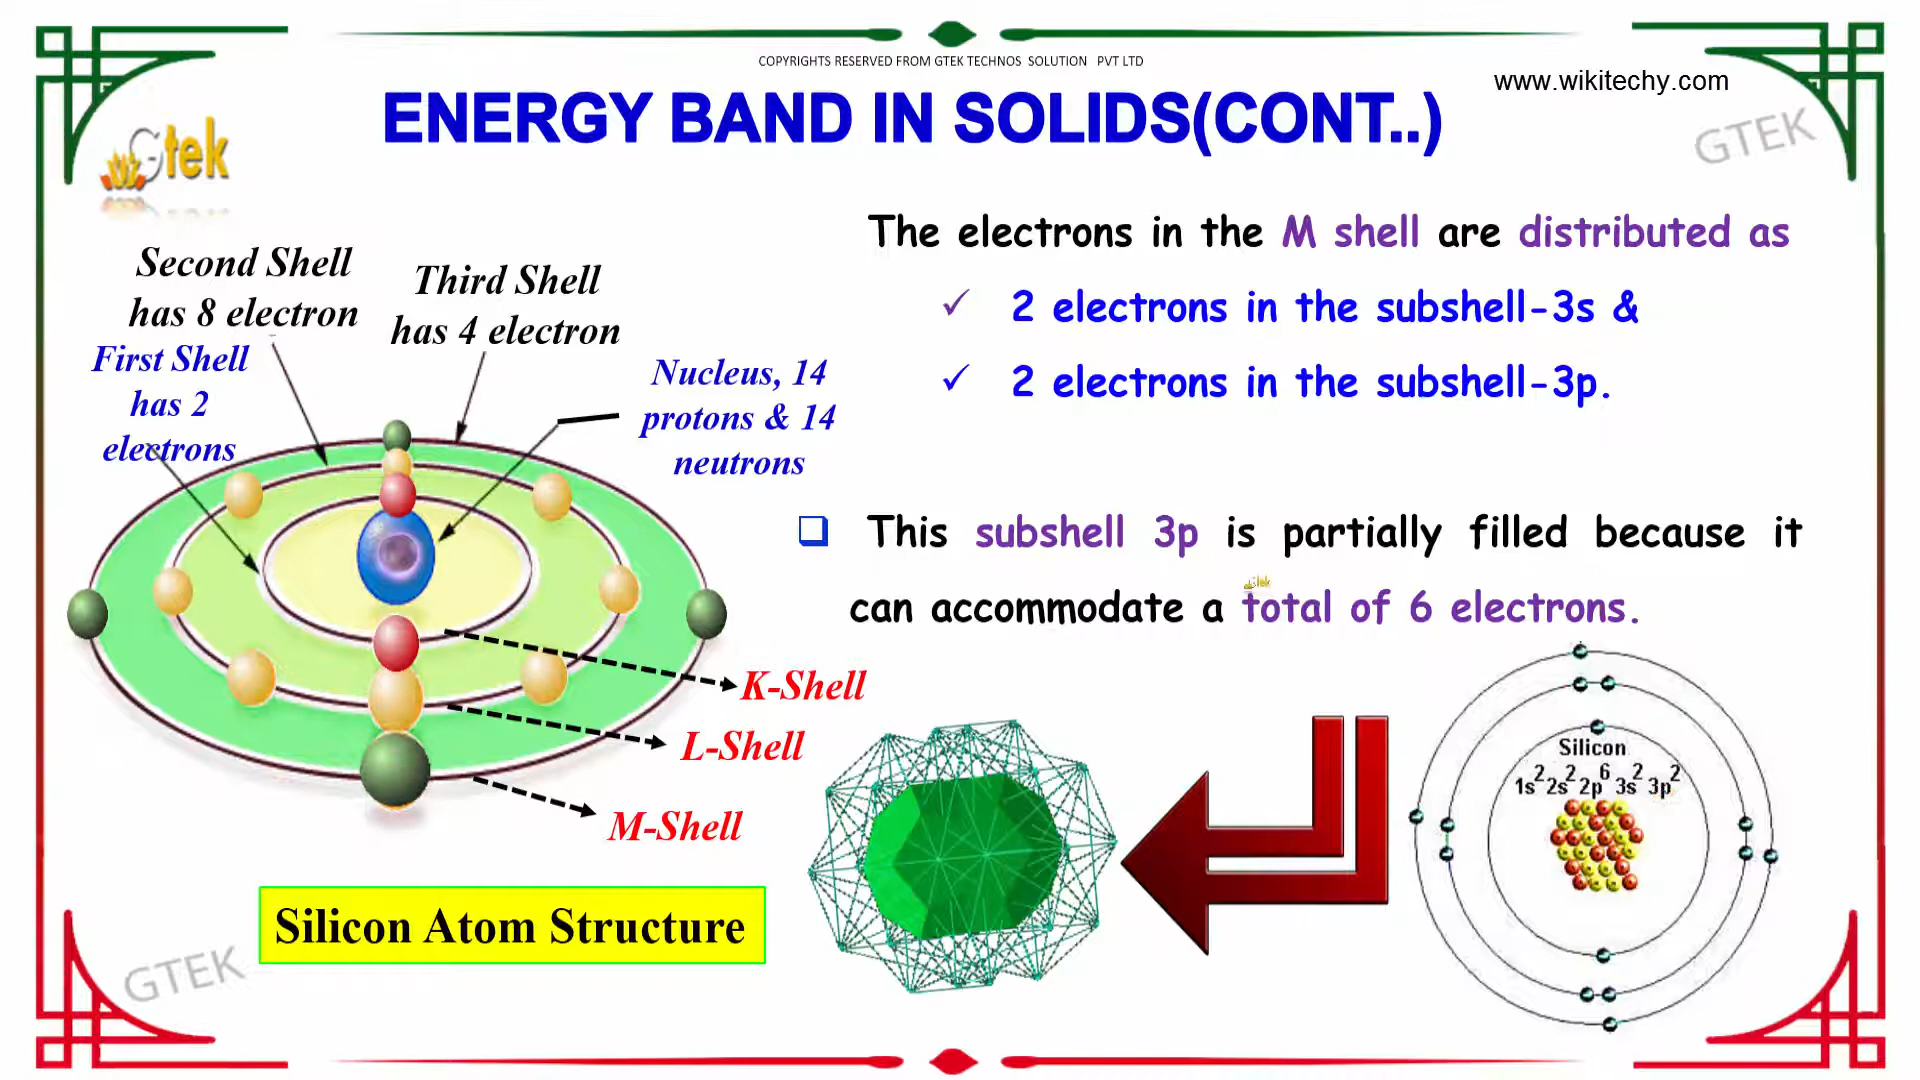 COPYRIGHTS RESERVED FROM GTEK TECHNOS SOLUTION PVT LTD
www.wikitechy.com
ENERGY BAND IN SOLIDS(CONT..)
Gtek
GTEK
The electrons in the M shell are distributed as
✓ 2 electrons in the subshell-3s &
✓ 2 electrons in the subshell-3p.
❑ This subshell 3p is partially filled because it
can accommodate a total of 6 electrons.
Gtek
Second Shell
has 8 electron
Third Shell
has 4 electron
First Shell
has 2
electrons
Nucleus, 14
protons & 14
neutrons
K-Shell
L-Shell
M-Shell
Silicon Atom Structure
Silicon
1s² 2s² 2p⁶ 3s² 3p²
GTEK